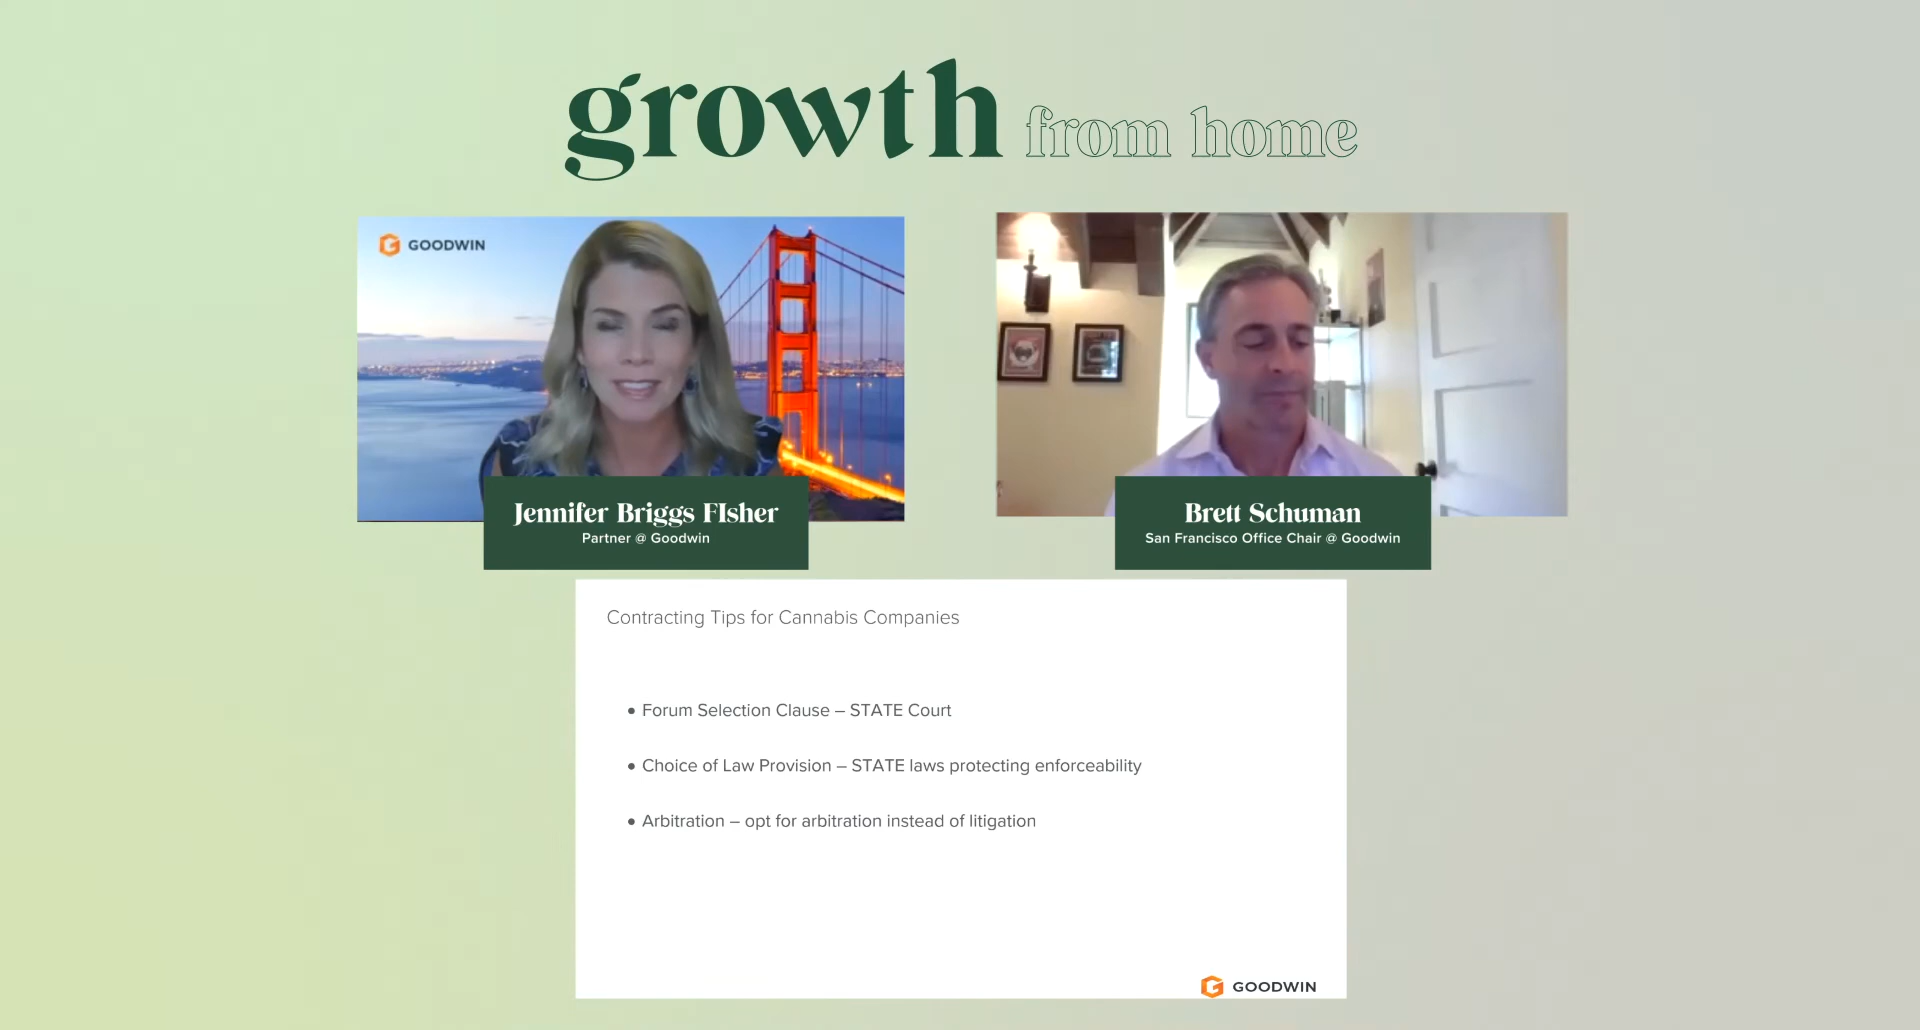 growth from home
GOODWIN
Jennifer Briggs FIsher
Partner @ Goodwin
Brett Schuman
San Francisco Office Chair @ Goodwin
Contracting Tips for Cannabis Companies
• Forum Selection Clause – STATE Court
• Choice of Law Provision – STATE laws protecting enforceability
• Arbitration – opt for arbitration instead of litigation
GOODWIN